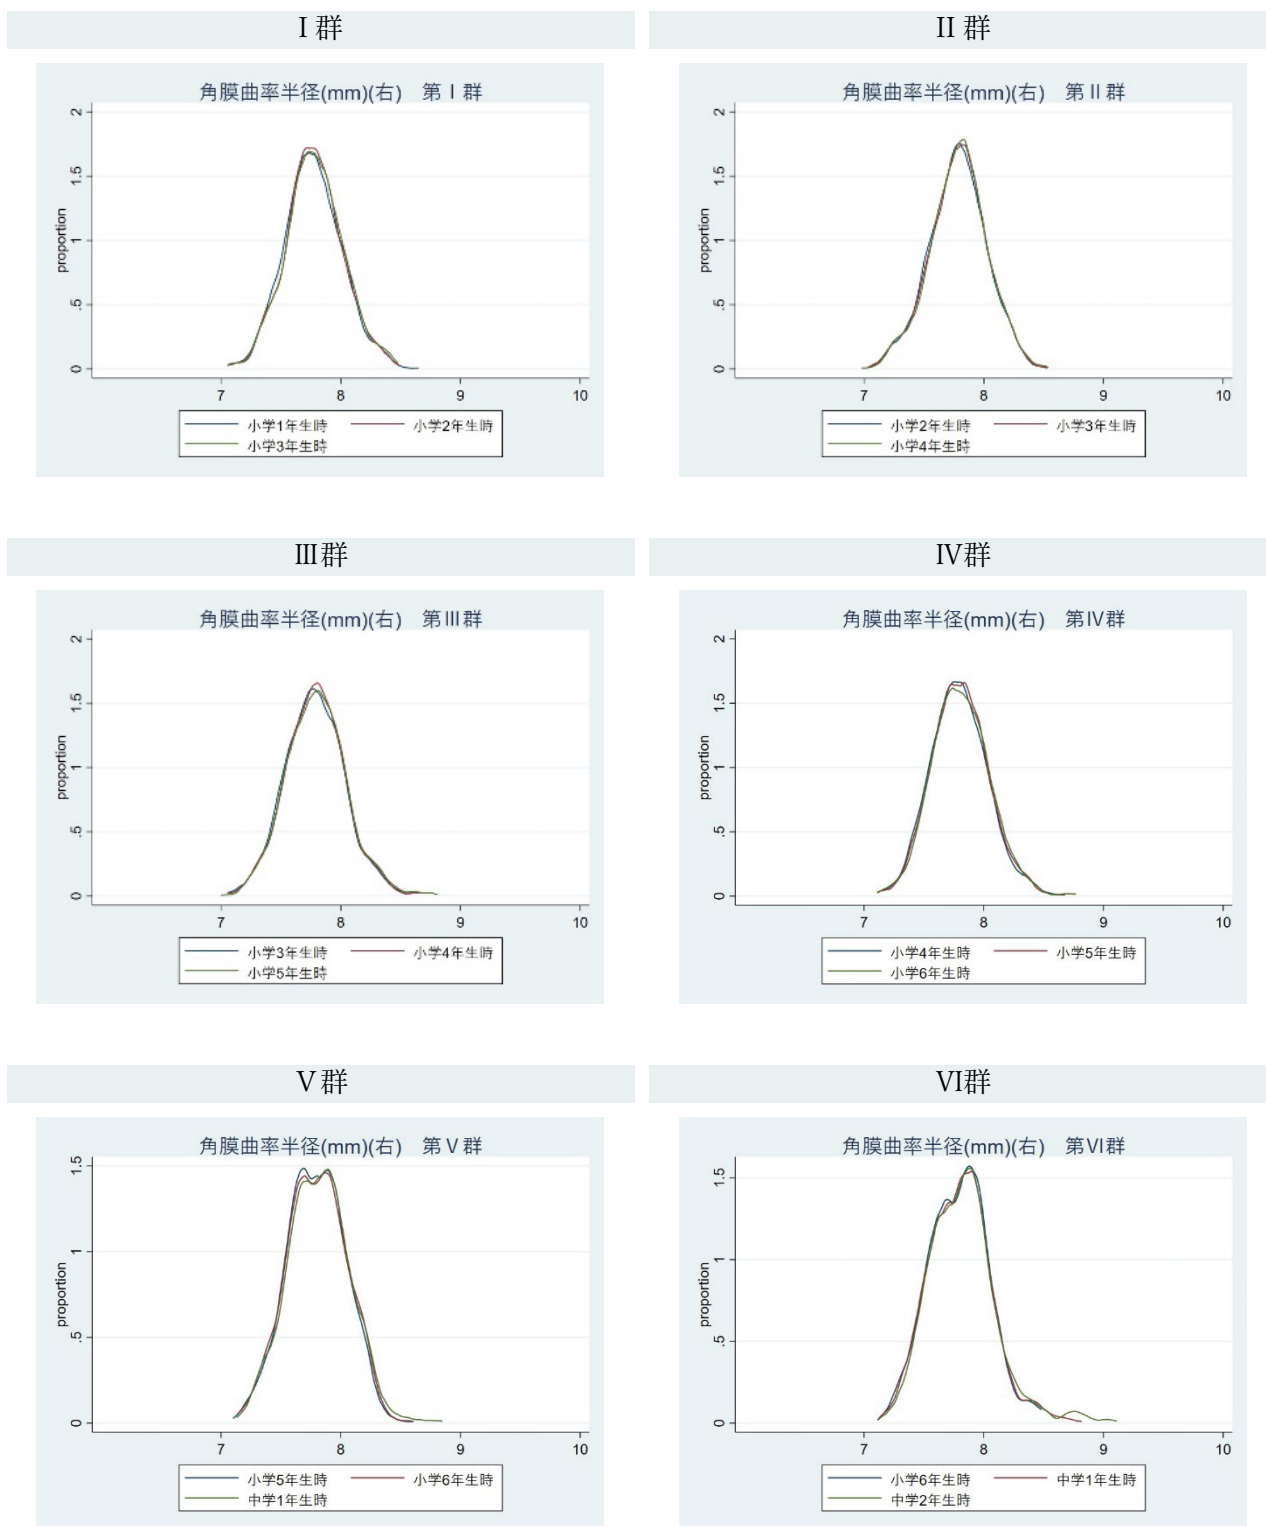 I 群
II 群
角膜曲率半径(mm)(右) 第Ⅰ群
proportion
2
1.5
1
.5
0
7 8 9 10
小学1年生時 小学2年生時
小学3年生時
角膜曲率半径(mm)(右) 第Ⅱ群
proportion
2
1.5
1
.5
0
7 8 9 10
小学2年生時 小学3年生時
小学4年生時
Ⅲ群
Ⅳ群
角膜曲率半径(mm)(右) 第Ⅲ群
proportion
2
1.5
1
.5
0
7 8 9 10
小学3年生時 小学4年生時
小学5年生時
角膜曲率半径(mm)(右) 第Ⅳ群
proportion
2
1.5
1
.5
0
7 8 9 10
小学4年生時 小学5年生時
小学6年生時
Ⅴ群
Ⅵ群
角膜曲率半径(mm)(右) 第Ⅴ群
proportion
1.5
1
.5
0
7 8 9 10
小学5年生時 小学6年生時
中学1年生時
角膜曲率半径(mm)(右) 第Ⅵ群
proportion
1.5
1
.5
0
7 8 9 10
小学6年生時 中学1年生時
中学2年生時